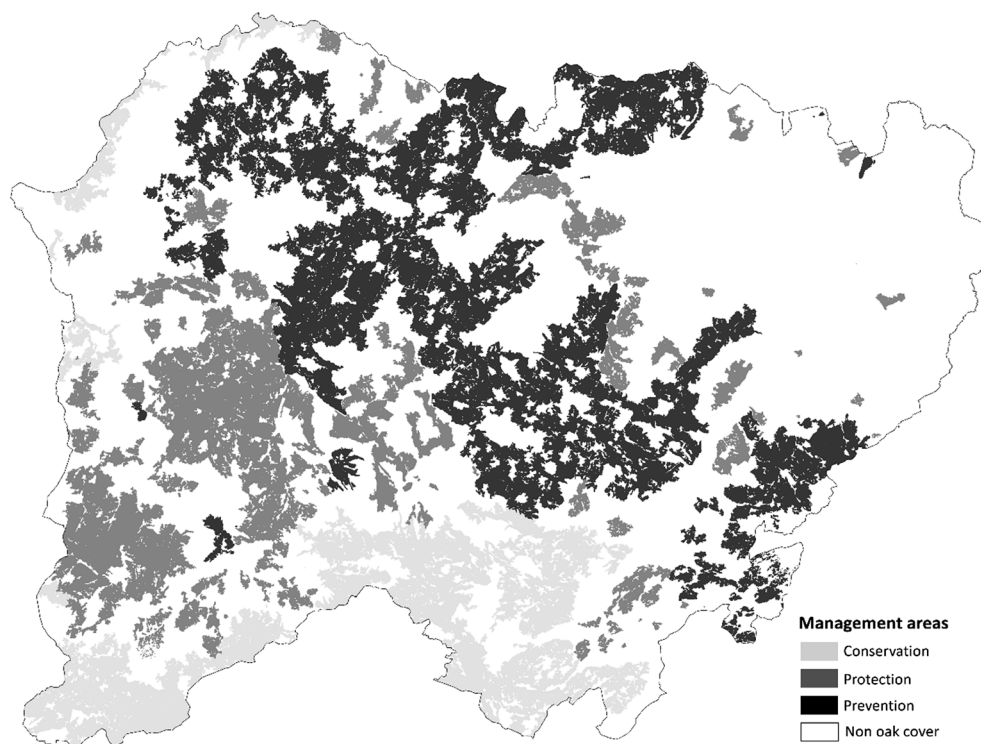 Management areas
Conservation
Protection
Prevention
Non oak cover